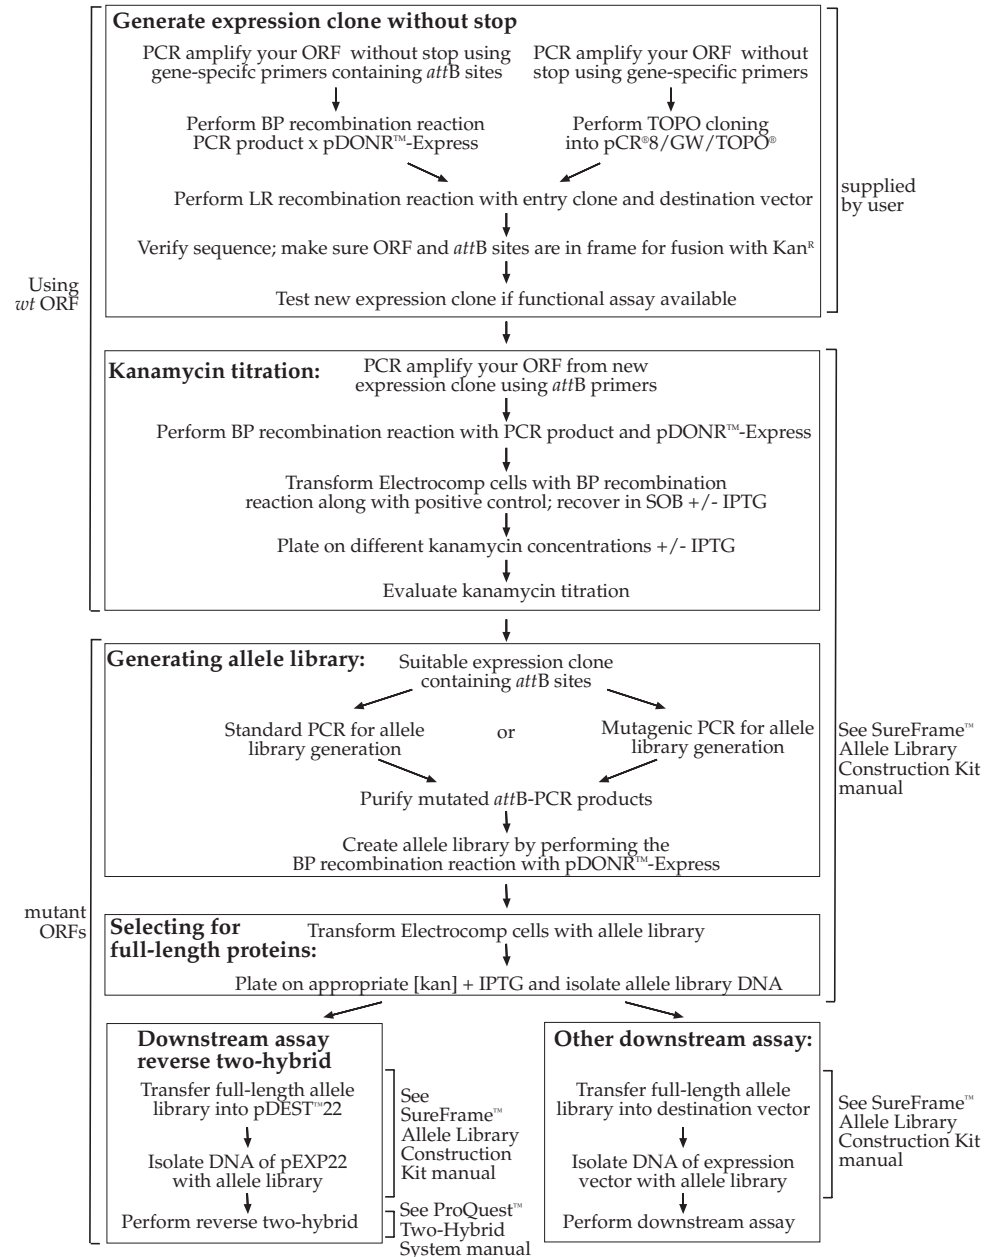 Generate expression clone without stop
PCR amplify your ORF  without stop using
gene-specifc primers containing attB sites
PCR amplify your ORF  without
stop using gene-specific primers
Perform BP recombination reaction
PCR product x pDONR™-Express
Perform TOPO cloning
into pCR®8/GW/TOPO®
Perform LR recombination reaction with entry clone and destination vector
Verify sequence; make sure ORF and attB sites are in frame for fusion with Kanᴿ
Test new expression clone if functional assay available
supplied
by user
Using
wt ORF
Kanamycin titration:
PCR amplify your ORF from new
expression clone using attB primers
Perform BP recombination reaction with PCR product and pDONR™-Express
Transform Electrocomp cells with BP recombination
reaction along with positive control; recover in SOB +/- IPTG
Plate on different kanamycin concentrations +/- IPTG
Evaluate kanamycin titration
Generating allele library:
Suitable expression clone
containing attB sites
Standard PCR for allele
library generation
or
Mutagenic PCR for allele
library generation
Purify mutated attB-PCR products
Create allele library by performing the
BP recombination reaction with pDONR™-Express
See SureFrame™
Allele Library
Construction Kit
manual
mutant
ORFs
Selecting for
full-length proteins:
Transform Electrocomp cells with allele library
Plate on appropriate [kan] + IPTG and isolate allele library DNA
Downstream assay
reverse two-hybrid
Transfer full-length allele
library into pDEST™22
Isolate DNA of pEXP22
with allele library
Perform reverse two-hybrid
See
SureFrame™
Allele Library
Construction
Kit manual
See ProQuest™
Two-Hybrid
System manual
Other downstream assay:
Transfer full-length allele
library into destination vector
Isolate DNA of expression
vector with allele library
Perform downstream assay
See SureFrame™
Allele Library
Construction Kit
manual